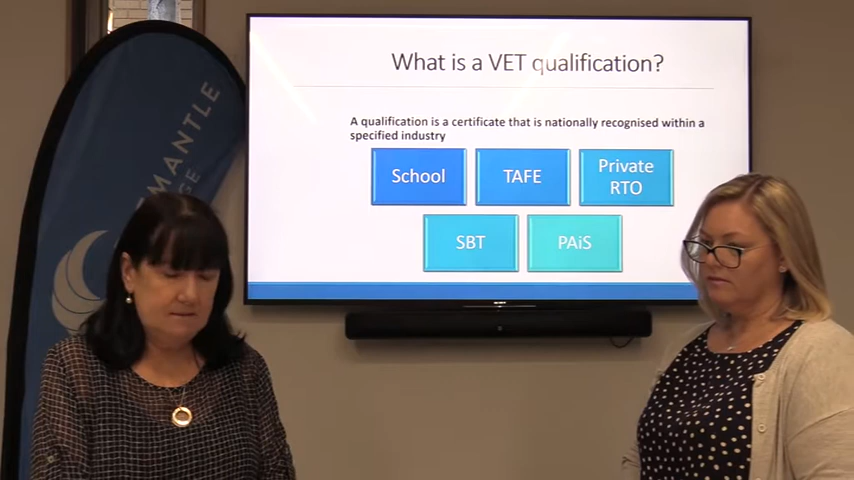 What is a VET qualification?
A qualification is a certificate that is nationally recognised within a
specified industry
School
TAFE
Private
RTO
SBT
PAiS
MANTLE